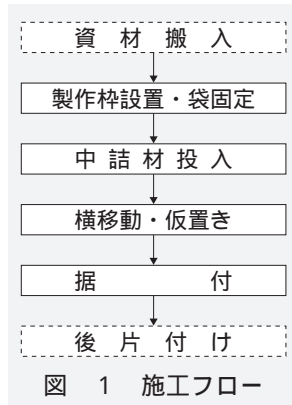 資材搬入
製作枠設置・袋固定
中詰材投入
横移動・仮置き
据付
後片付け
図 1 施工フロー